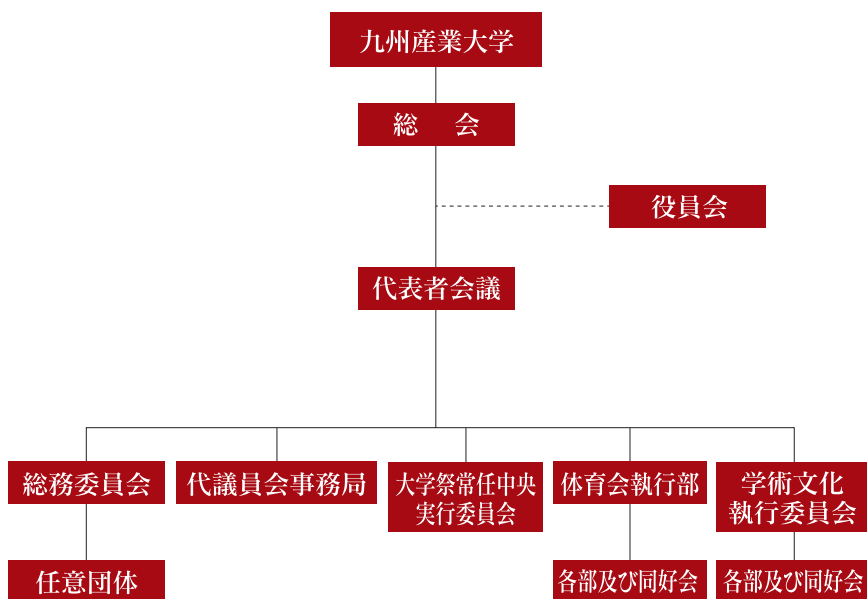 九州産業大学
総　会
役員会
代表者会議
総務委員会
代議員会事務局
大学祭常任中央
実行委員会
体育会執行部
学術文化
執行委員会
任意団体
各部及び同好会
各部及び同好会